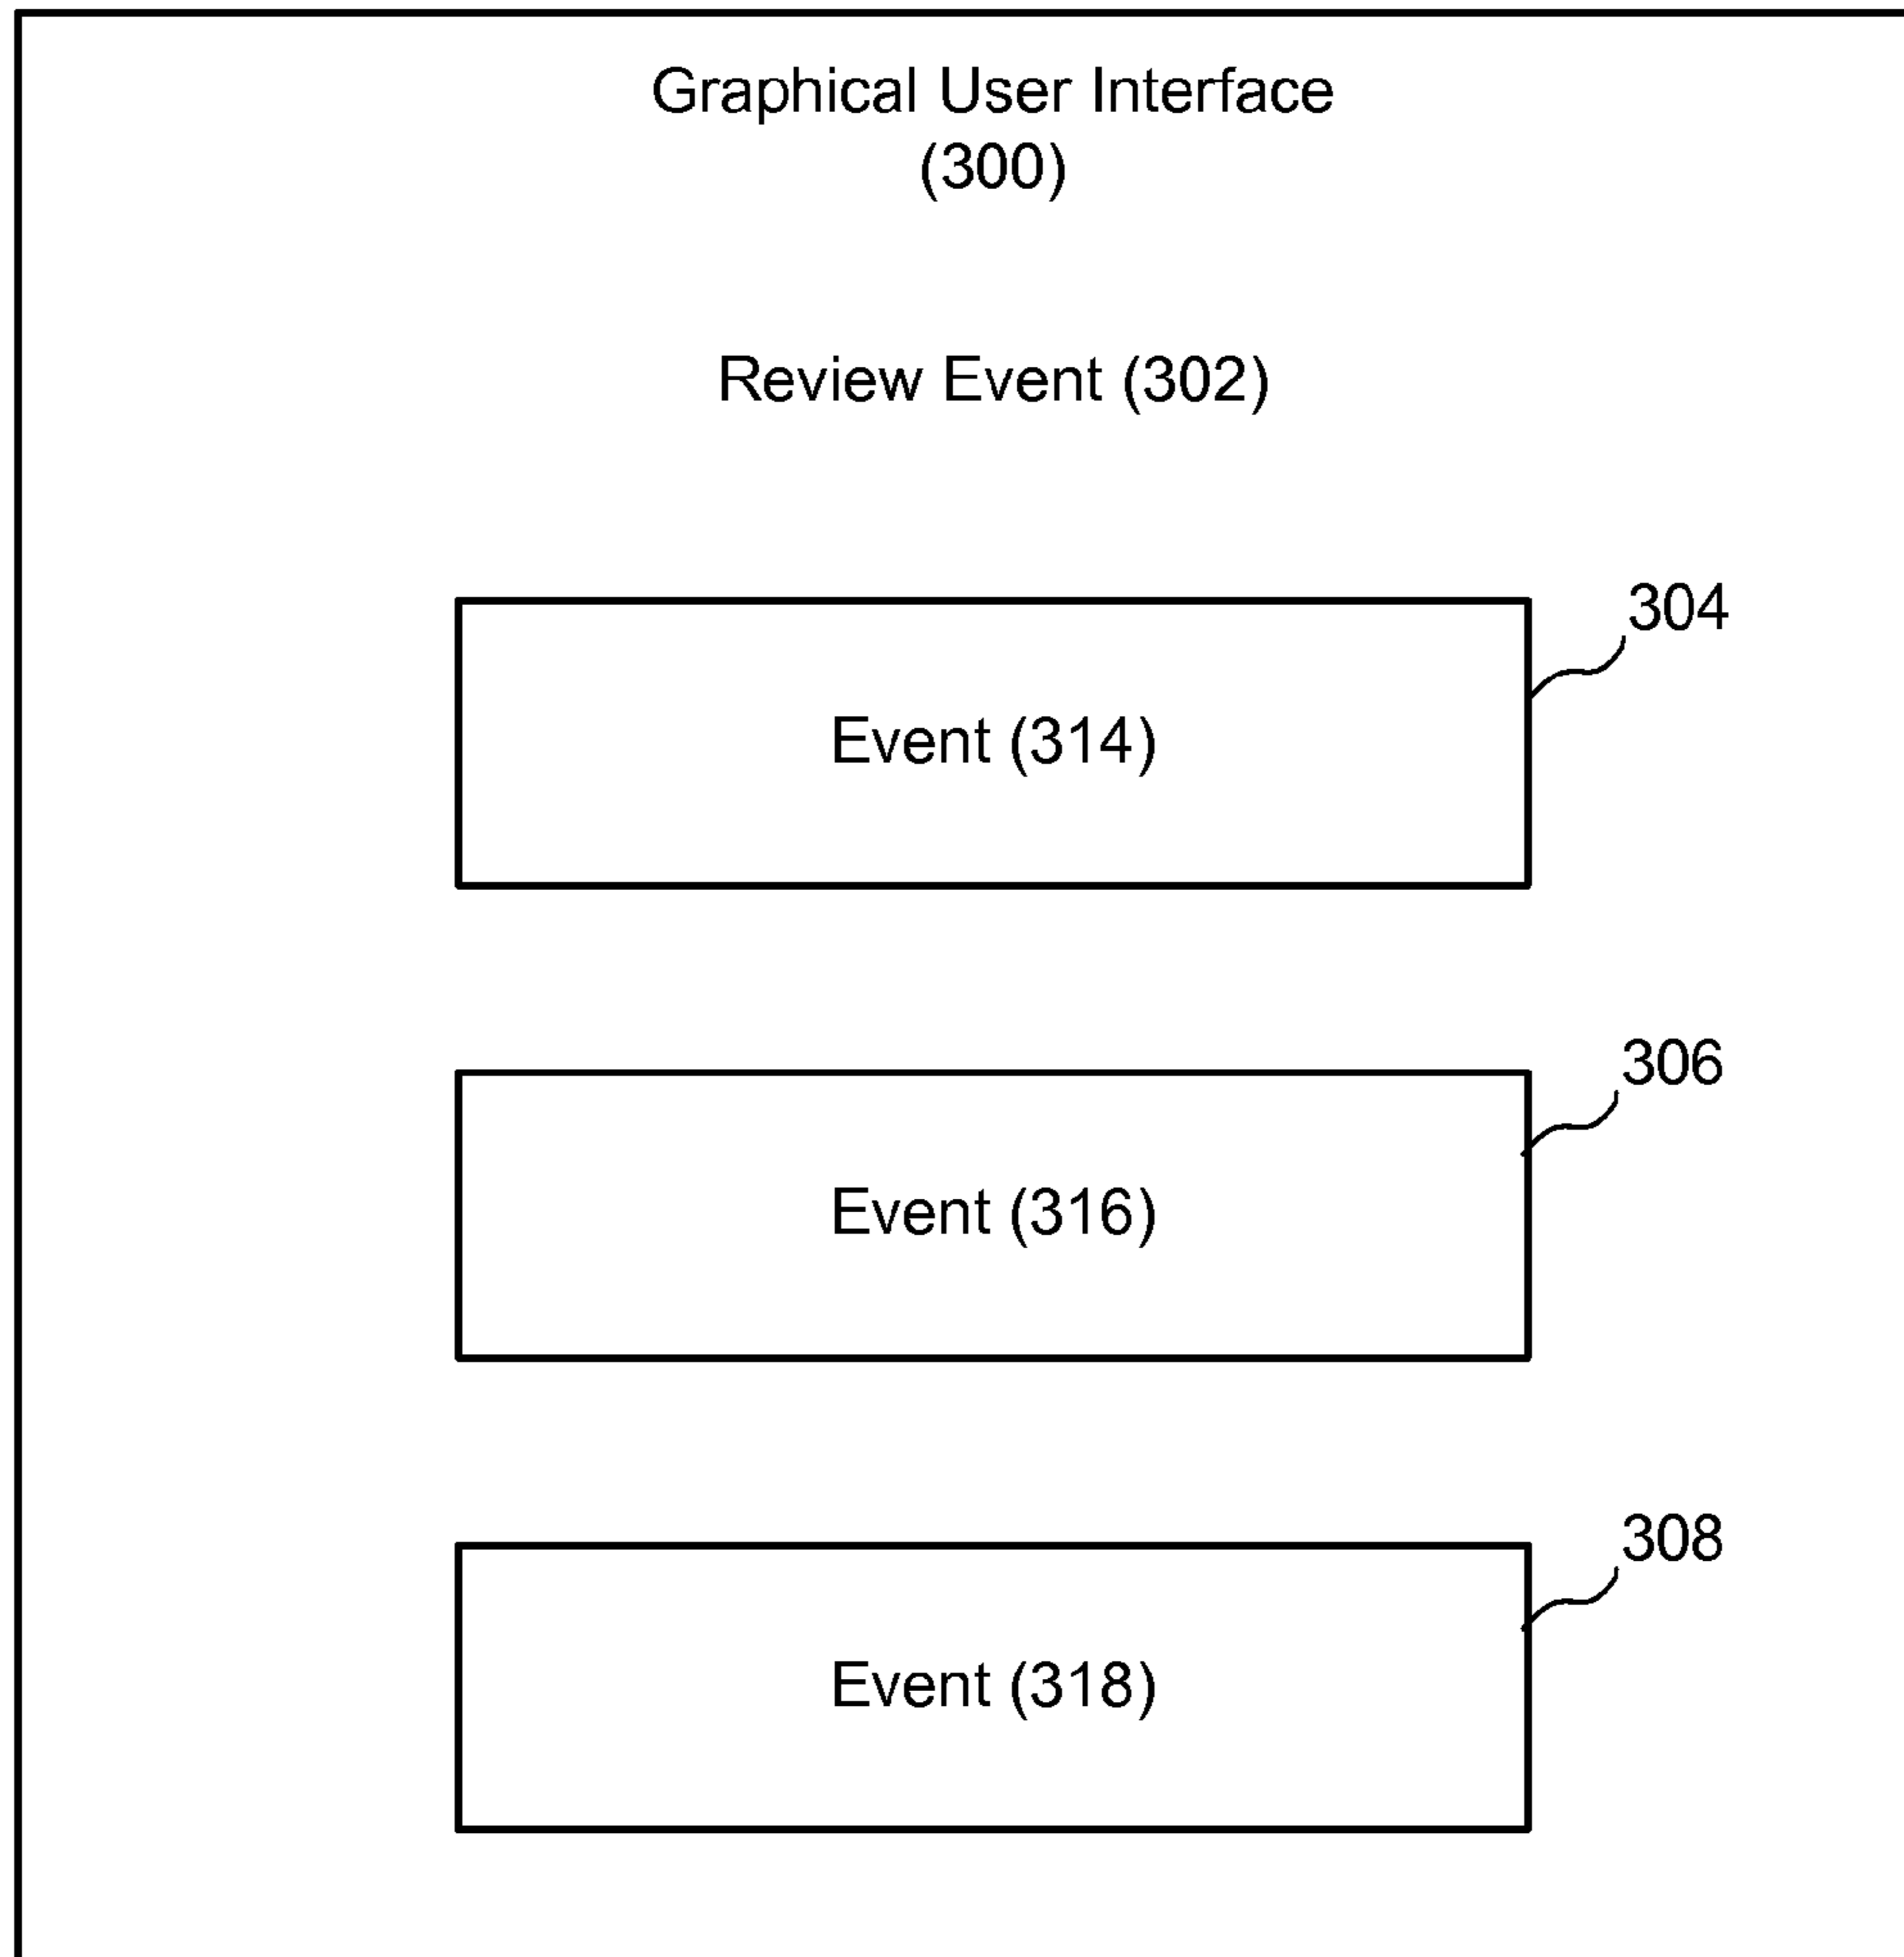 Graphical User Interface
(300)
Review Event (302)
304
Event (314)
306
Event (316)
308
Event (318)